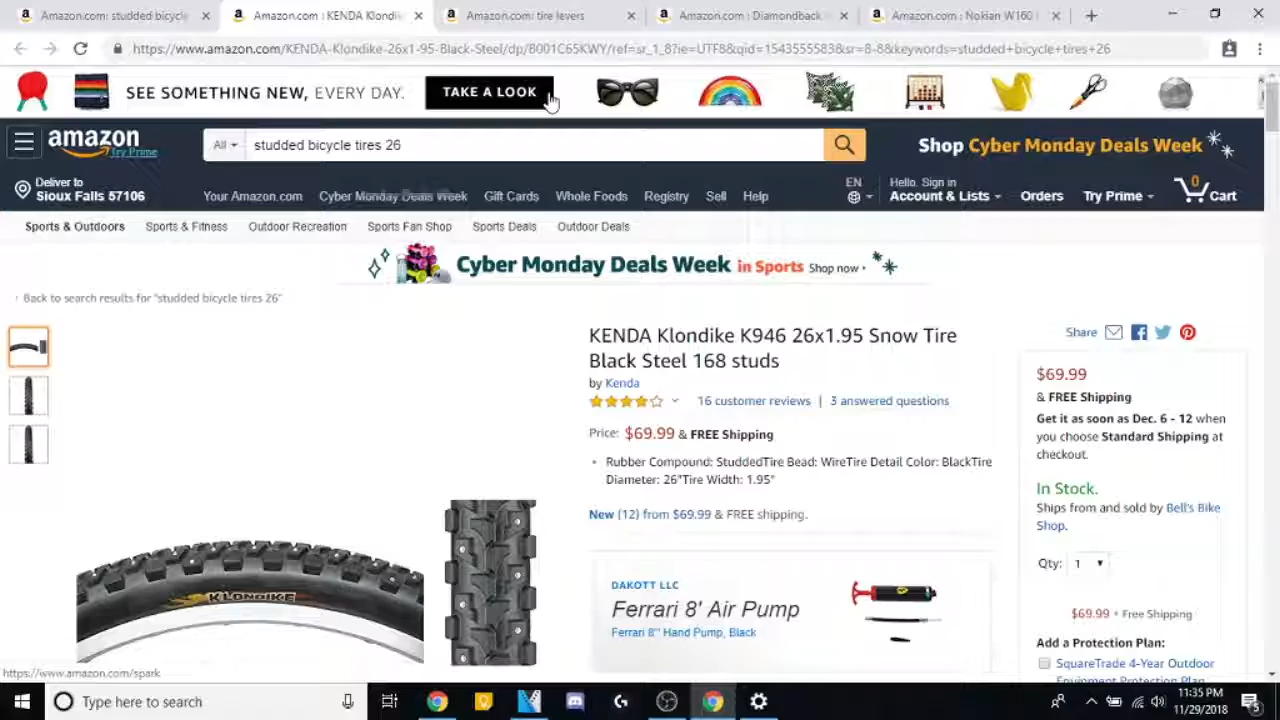 Amazon.com: studded bicycle
Amazon.com : KENDA Klondi
Amazon.com: tire levers
Amazon.com : Diamondback
Amazon.com : Nokian W160
https://www.amazon.com/KENDA-Klondike-26x1-95-Black-Steel/dp/B001C65KWY/ref=sr_1_8?ie=UTF8&qid=1543555583&sr=8-8&keywords=studded+bicycle+tires+26
SEE SOMETHING NEW, EVERY DAY.
TAKE A LOOK
amazon
Try Prime
All
studded bicycle tires 26
Shop Cyber Monday Deals Week
Deliver to
Sioux Falls 57106
Your Amazon.com Cyber Monday Deals Week Gift Cards Whole Foods Registry Sell Help
EN
Hello. Sign in
Account & Lists
Orders
Try Prime
0
Cart
Sports & Outdoors Sports & Fitness Outdoor Recreation Sports Fan Shop Sports Deals Outdoor Deals
Cyber Monday Deals Week in Sports Shop now ›
‹ Back to search results for "studded bicycle tires 26"
KENDA Klondike K946 26x1.95 Snow Tire
Black Steel 168 studs
by Kenda
16 customer reviews | 3 answered questions
Price: $69.99 & FREE Shipping
• Rubber Compound: StuddedTire Bead: WireTire Detail Color: BlackTire
Diameter: 26"Tire Width: 1.95"
New (12) from $69.99 & FREE shipping.
DAKOTT LLC
Ferrari 8' Air Pump
Ferrari 8'' Hand Pump, Black
KLONDIKE
Share
$69.99
& FREE Shipping
Get it as soon as Dec. 6 - 12 when
you choose Standard Shipping at
checkout.
In Stock.
Ships from and sold by Bell's Bike
Shop.
Qty: 1
$69.99 + Free Shipping
Add a Protection Plan:
SquareTrade 4-Year Outdoor
Equipment Protection Plan
https://www.amazon.com/spark
Type here to search
11:35 PM
11/29/2018
5